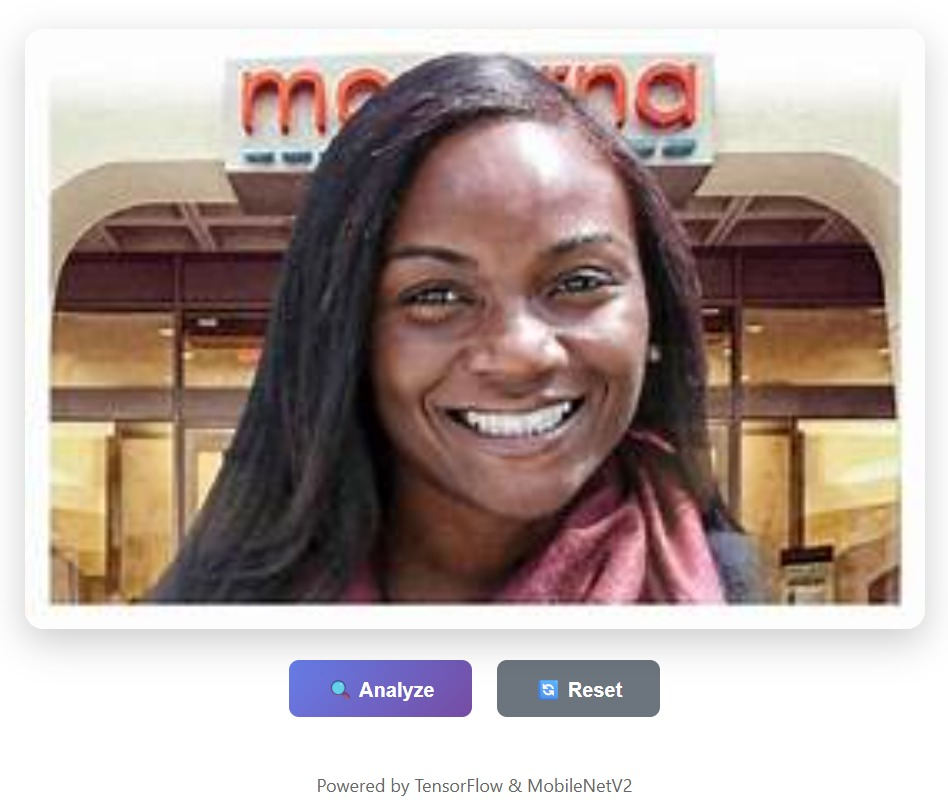 🔍 Analyze
🔄 Reset
Powered by TensorFlow & MobileNetV2